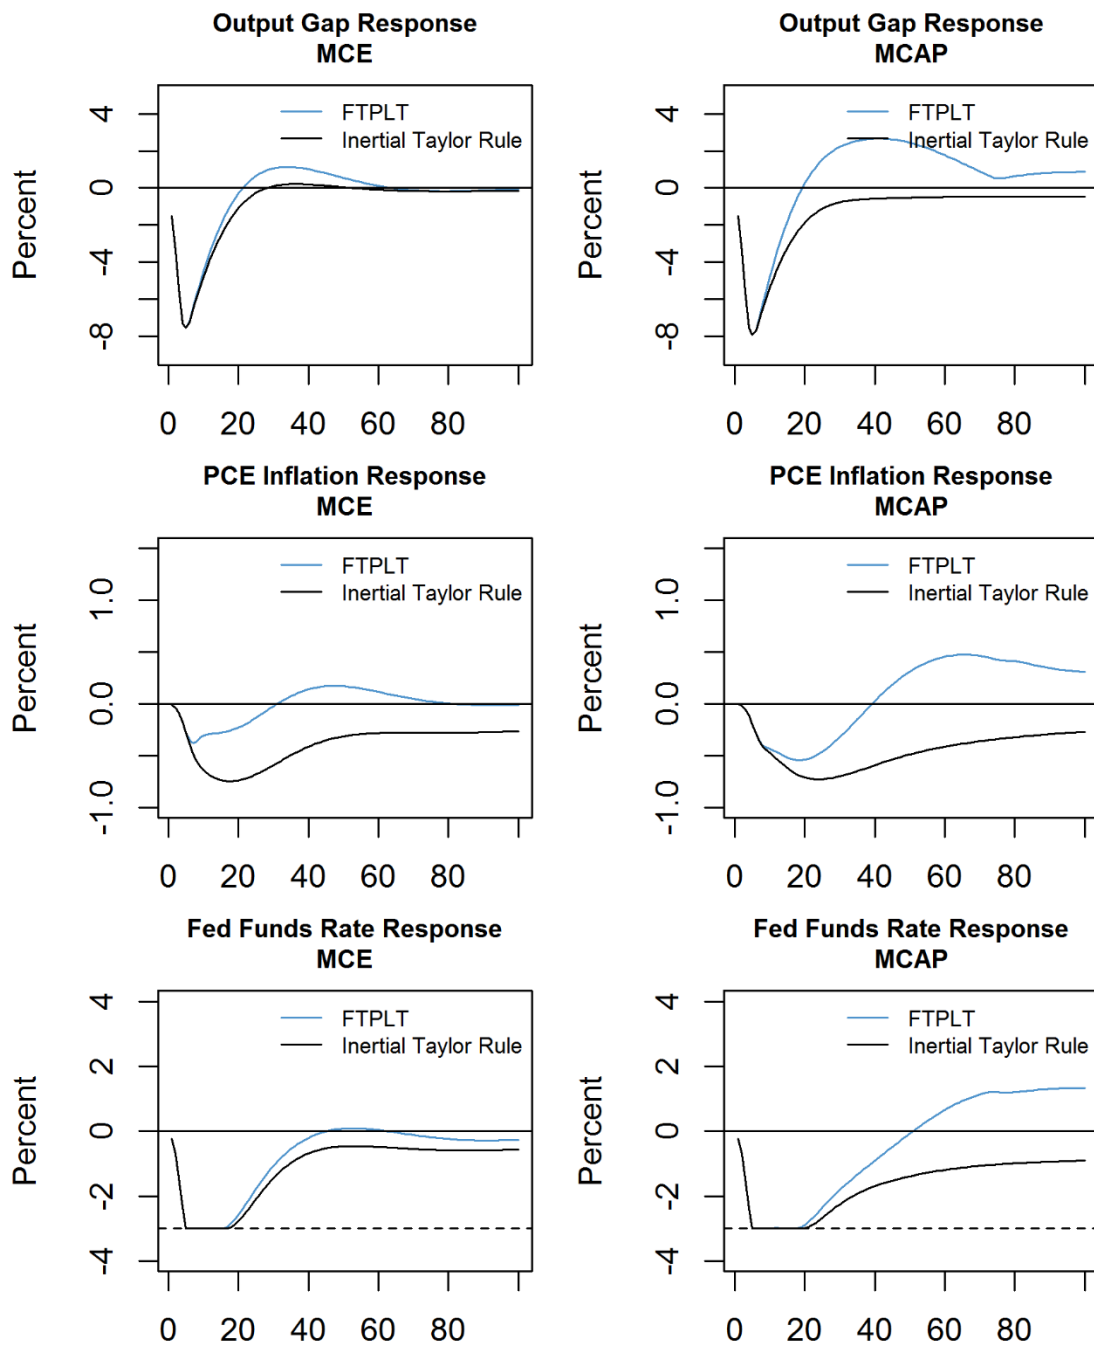 Output Gap Response
MCE
Percent
4
0
-4
-8
FTPLT
Inertial Taylor Rule
0 20 40 60 80
Output Gap Response
MCAP
Percent
4
0
-4
-8
FTPLT
Inertial Taylor Rule
0 20 40 60 80
PCE Inflation Response
MCE
Percent
1.0
0.0
-1.0
FTPLT
Inertial Taylor Rule
0 20 40 60 80
PCE Inflation Response
MCAP
Percent
1.0
0.0
-1.0
FTPLT
Inertial Taylor Rule
0 20 40 60 80
Fed Funds Rate Response
MCE
Percent
4
2
0
-2
-4
FTPLT
Inertial Taylor Rule
0 20 40 60 80
Fed Funds Rate Response
MCAP
Percent
4
2
0
-2
-4
FTPLT
Inertial Taylor Rule
0 20 40 60 80